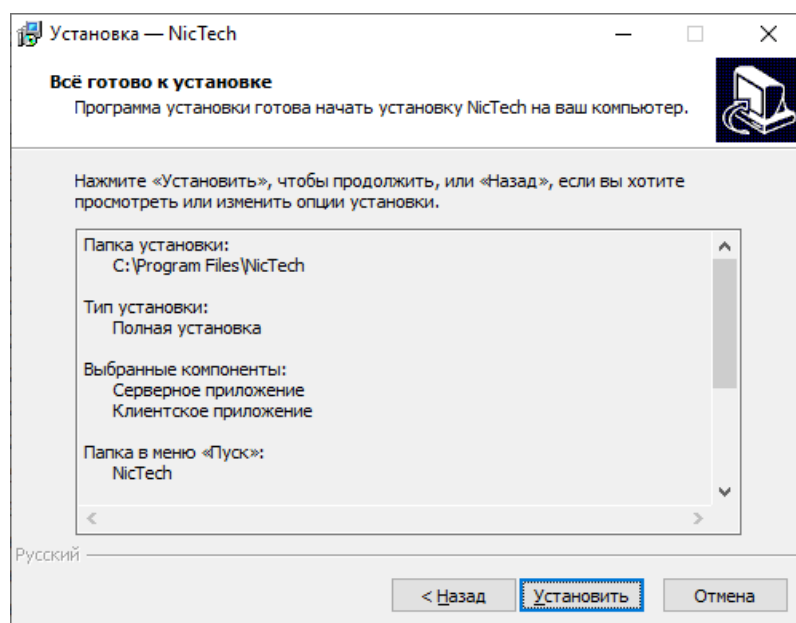 Установка — NicTech
Всё готово к установке
Программа установки готова начать установку NicTech на ваш компьютер.
Нажмите «Установить», чтобы продолжить, или «Назад», если вы хотите
просмотреть или изменить опции установки.
Папка установки:
C:\Program Files\NicTech
Тип установки:
Полная установка
Выбранные компоненты:
Серверное приложение
Клиентское приложение
Папка в меню «Пуск»:
NicTech
Русский
< Назад Установить Отмена